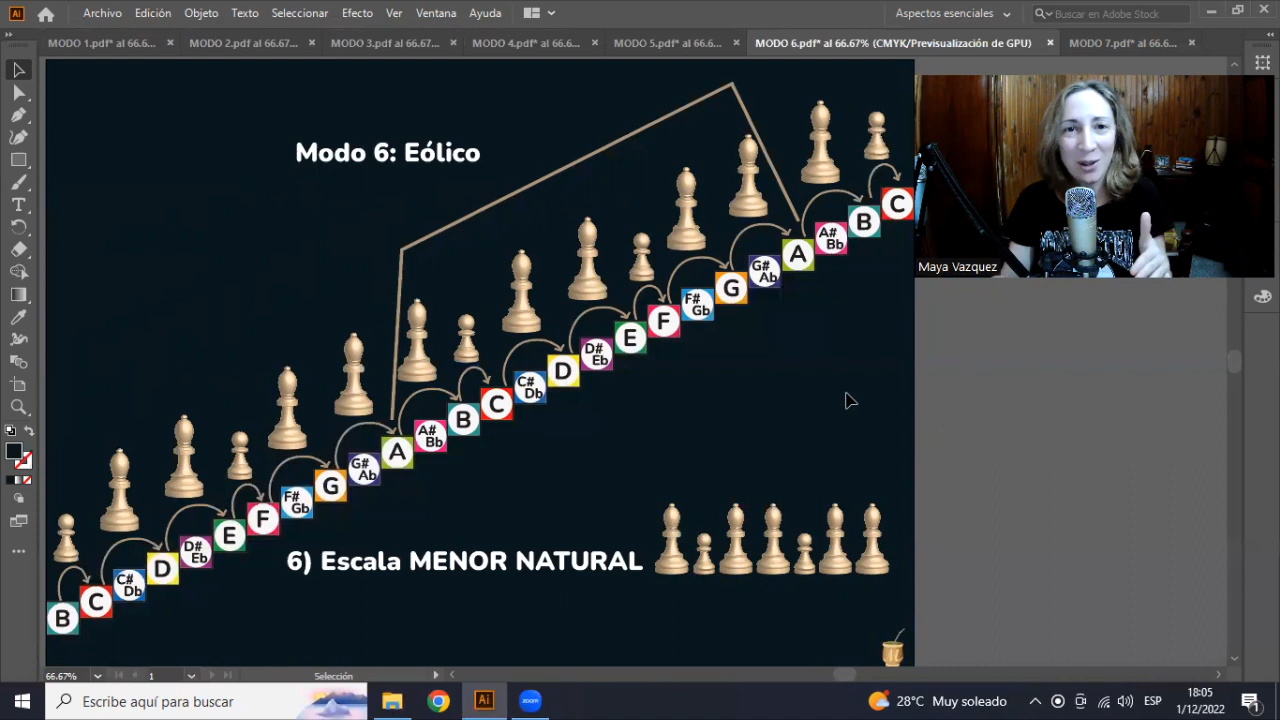 Ai
Archivo Edición Objeto Texto Seleccionar Efecto Ver Ventana Ayuda
Aspectos esenciales
Buscar en Adobe Stock
MODO 1.pdf* al 66.6...
MODO 2.pdf al 66.67...
MODO 3.pdf al 66.67...
MODO 4.pdf* al 66.6...
MODO 5.pdf* al 66.6...
MODO 6.pdf* al 66.67% (CMYK/Previsualización de GPU)
MODO 7.pdf* al 66.6...
Modo 6: Eólico
B
C
C# Db
D
D# Eb
E
F
F# Gb
G
G# Ab
A
A# Bb
B
C
C# Db
D
D# Eb
E
F
F# Gb
G
G# Ab
A
A# Bb
B
C
Maya Vazquez
6) Escala MENOR NATURAL
66.67%
1
Selección
Escribe aquí para buscar
Ai
zoom
28°C Muy soleado
ESP
18:05
1/12/2022
1